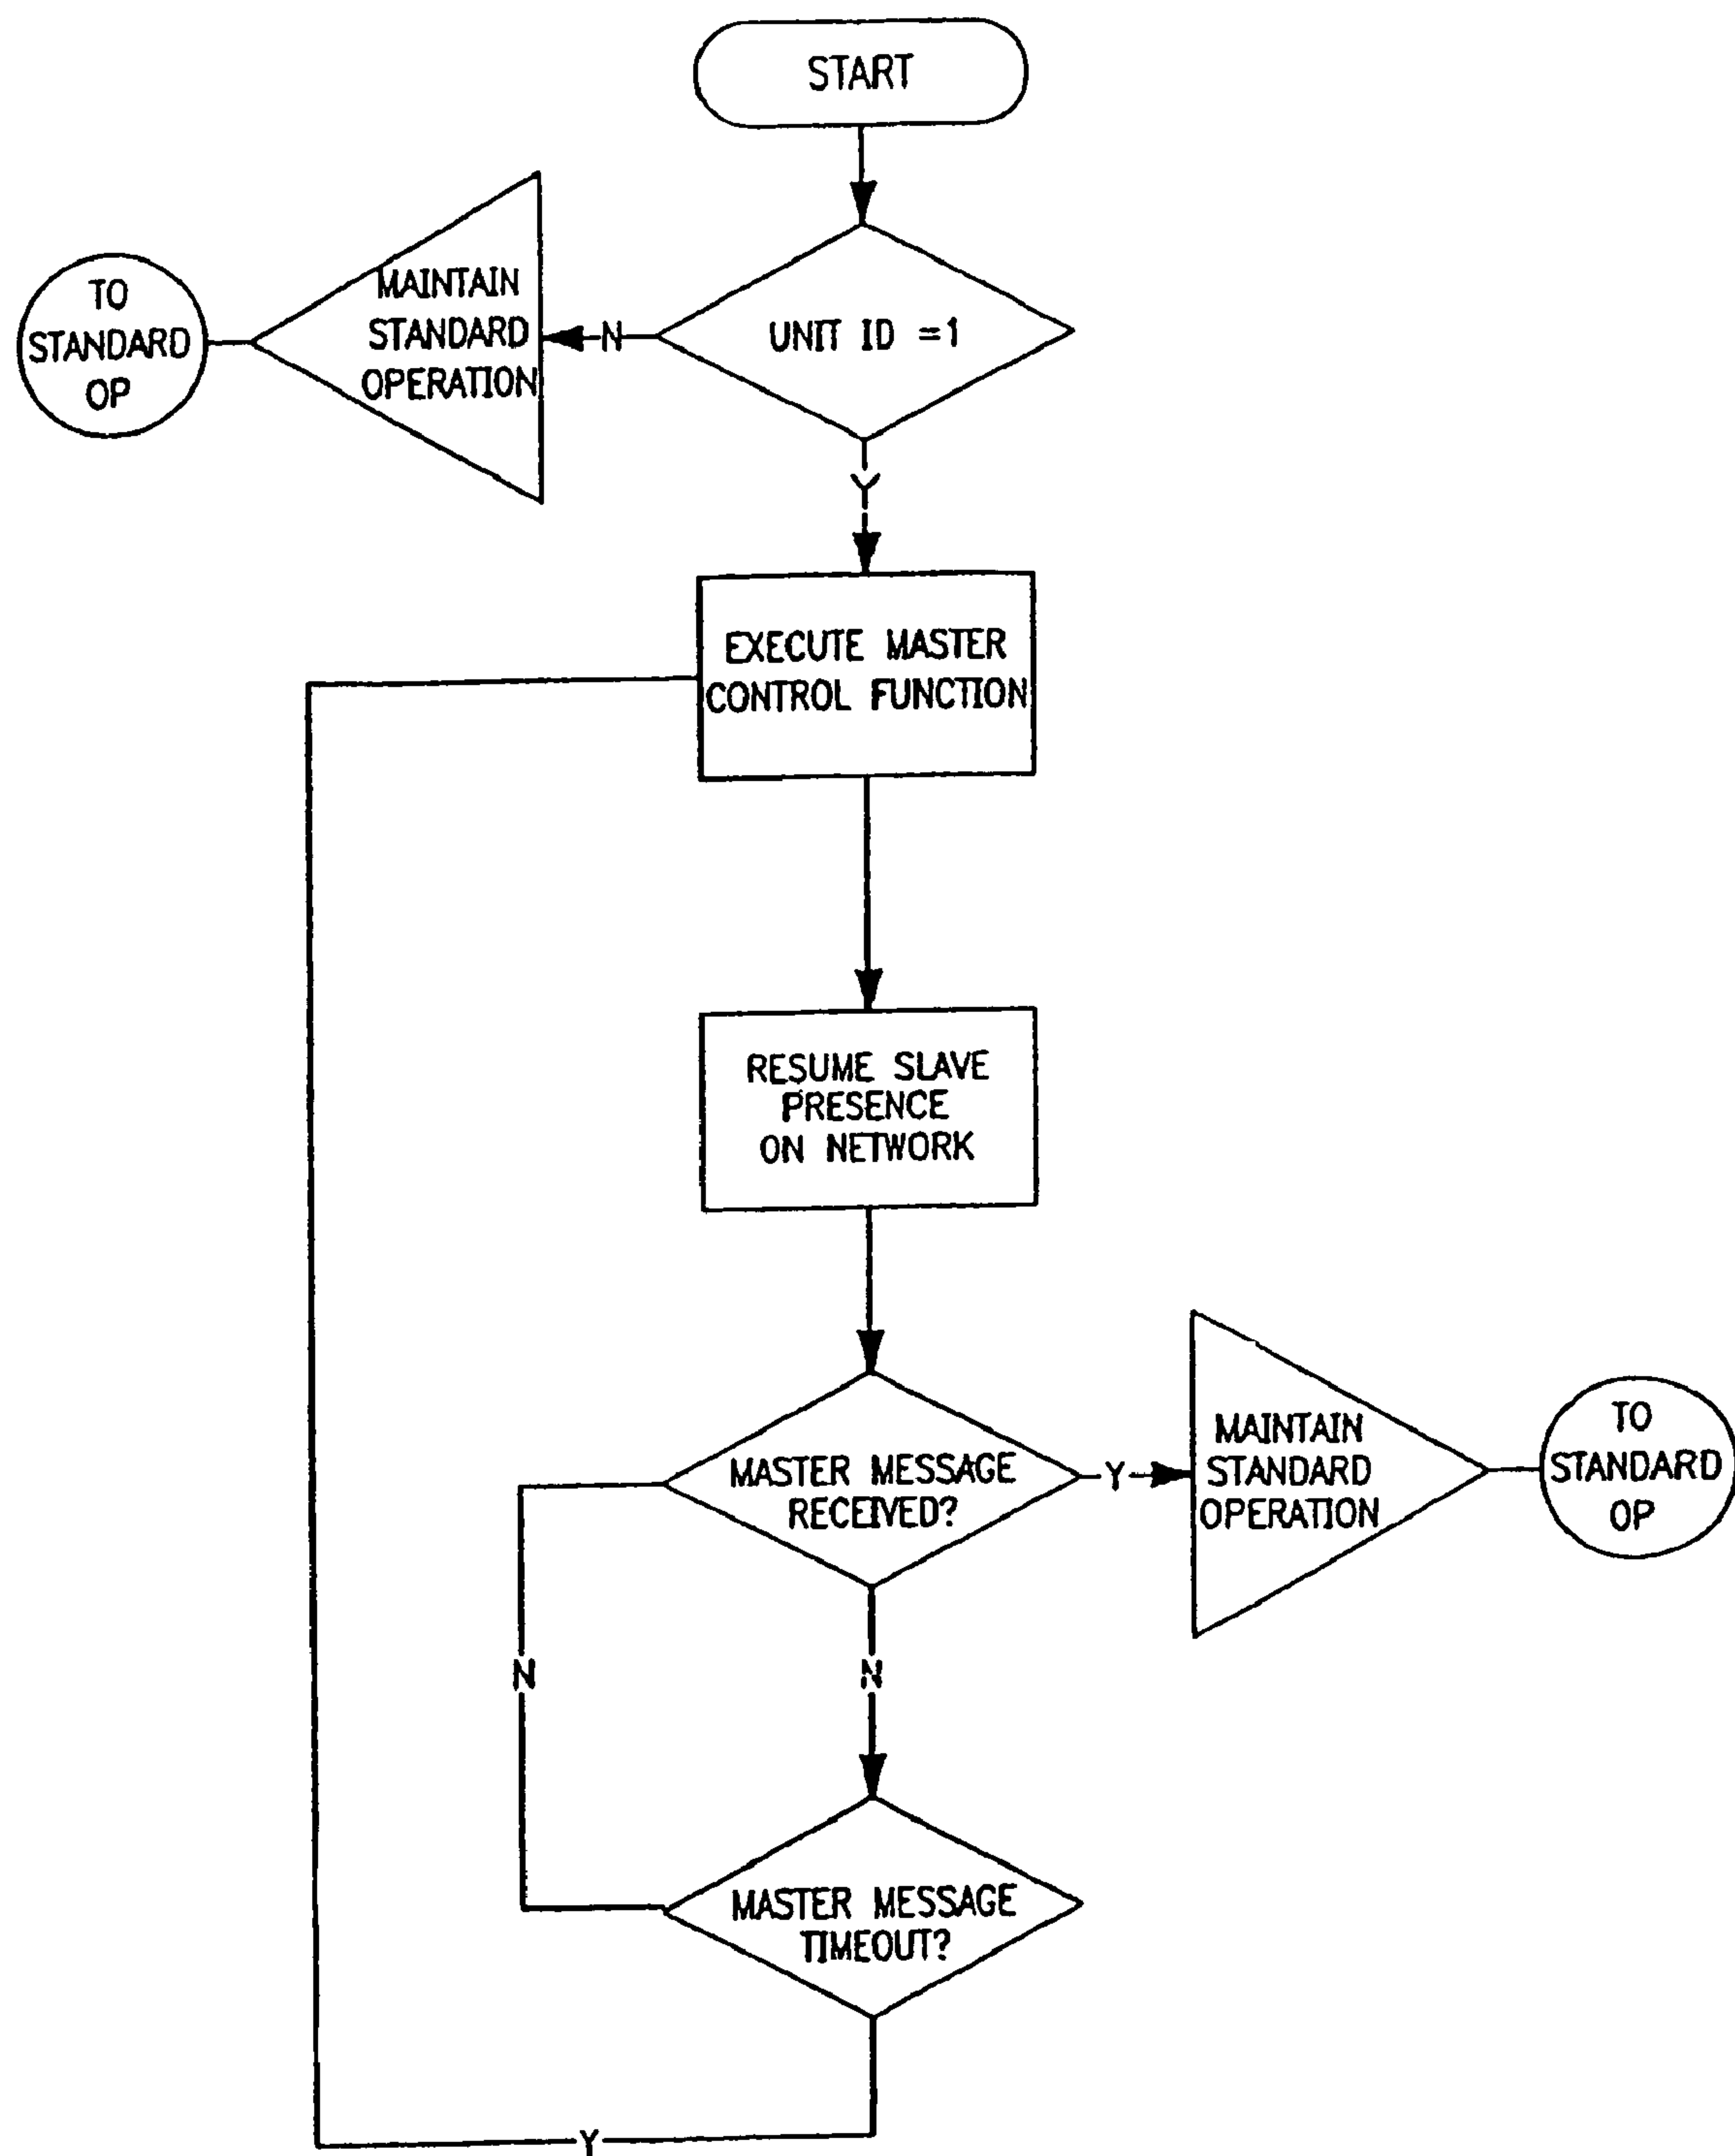 START
UNIT ID =1
N
MAINTAIN
STANDARD
OPERATION
TO
STANDARD
OP
Y
EXECUTE MASTER
CONTROL FUNCTION
RESUME SLAVE
PRESENCE
ON NETWORK
MASTER MESSAGE
RECEIVED?
Y
MAINTAIN
STANDARD
OPERATION
TO
STANDARD
OP
N
N
MASTER MESSAGE
TIMEOUT?
Y